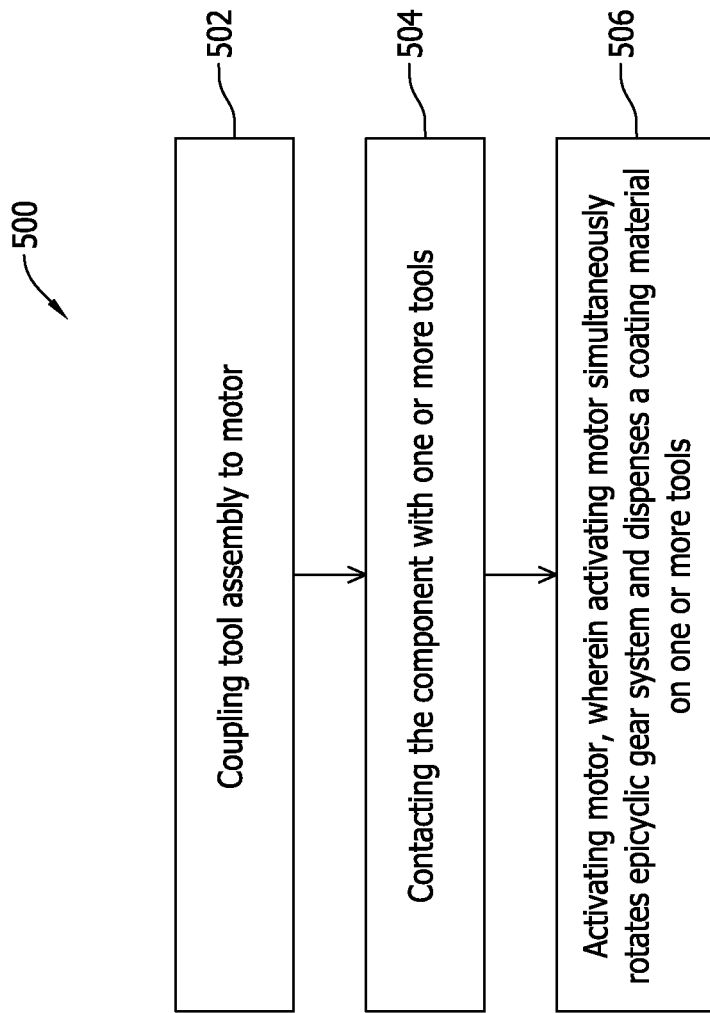 500
Coupling tool assembly to motor
502
Contacting the component with one or more tools
504
Activating motor, wherein activating motor simultaneously
rotates epicyclic gear system and dispenses a coating material
on one or more tools
506